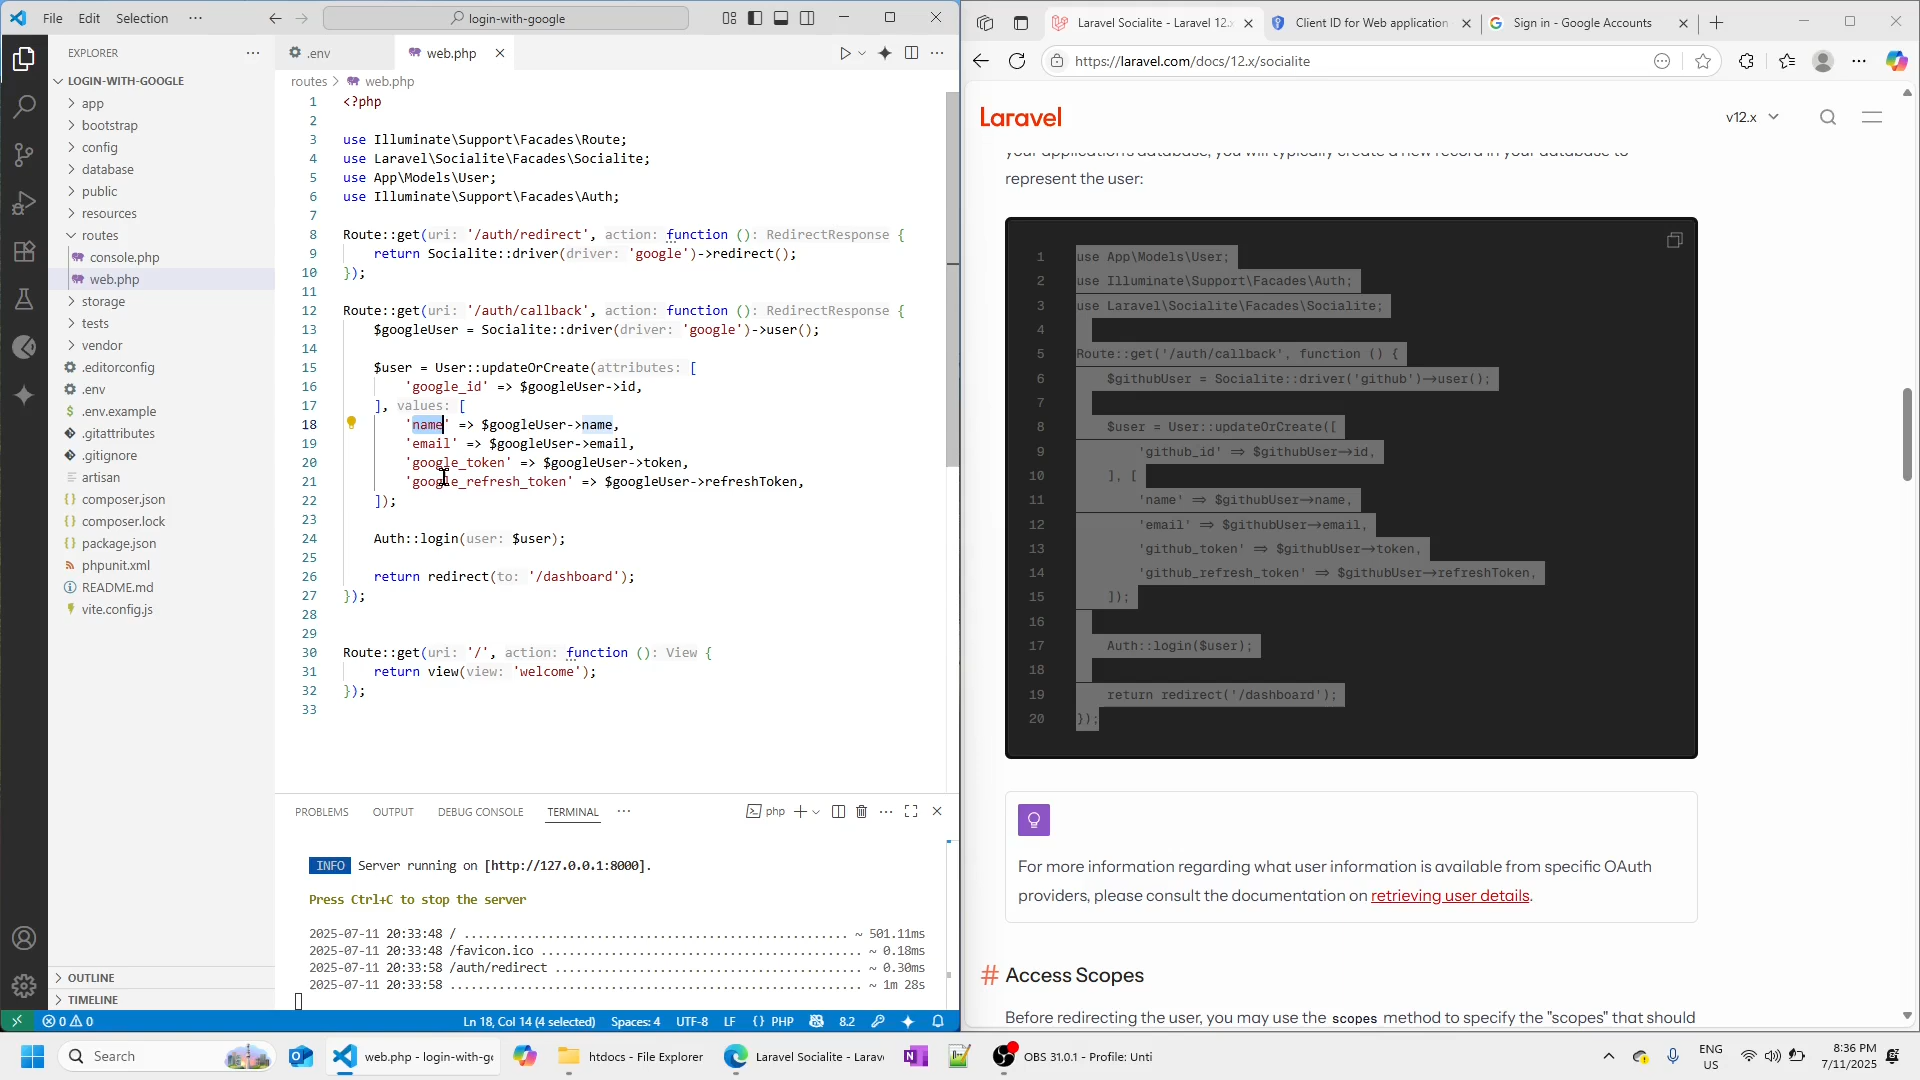 File Edit Selection ···
login-with-google
EXPLORER ···
LOGIN-WITH-GOOGLE
app
bootstrap
config
database
public
resources
routes
console.php
web.php
storage
tests
vendor
.editorconfig
.env
.env.example
.gitattributes
.gitignore
artisan
composer.json
composer.lock
package.json
phpunit.xml
README.md
vite.config.js
OUTLINE
TIMELINE
.env web.php
routes > web.php
1 <?php
2
3 use Illuminate\Support\Facades\Route;
4 use Laravel\Socialite\Facades\Socialite;
5 use App\Models\User;
6 use Illuminate\Support\Facades\Auth;
7
8 Route::get(uri: '/auth/redirect', action: function (): RedirectResponse {
9 return Socialite::driver(driver: 'google')->redirect();
10 });
11
12 Route::get(uri: '/auth/callback', action: function (): RedirectResponse {
13 $googleUser = Socialite::driver(driver: 'google')->user();
14
15 $user = User::updateOrCreate(attributes: [
16 'google_id' => $googleUser->id,
17 ], values: [
18 'name' => $googleUser->name,
19 'email' => $googleUser->email,
20 'google_token' => $googleUser->token,
21 'google_refresh_token' => $googleUser->refreshToken,
22 ]);
23
24 Auth::login(user: $user);
25
26 return redirect(to: '/dashboard');
27 });
28
29
30 Route::get(uri: '/', action: function (): View {
31 return view(view: 'welcome');
32 });
33
PROBLEMS OUTPUT DEBUG CONSOLE TERMINAL ··· php
INFO Server running on [http://127.0.0.1:8000].
Press Ctrl+C to stop the server
2025-07-11 20:33:48 / .................................................. ~ 501.11ms
2025-07-11 20:33:48 /favicon.ico ........................................ ~ 0.18ms
2025-07-11 20:33:58 /auth/redirect ........................................ ~ 0.30ms
2025-07-11 20:33:58 ...................................................... ~ 1m 28s
0 0 Ln 18, Col 14 (4 selected) Spaces: 4 UTF-8 LF {} PHP 8.2
Laravel Socialite - Laravel 12. Client ID for Web application Sign in - Google Accounts
https://laravel.com/docs/12.x/socialite
Laravel v12.x
your application's database, you will typically create a new record in your database to
represent the user:
1 use App\Models\User;
2 use Illuminate\Support\Facades\Auth;
3 use Laravel\Socialite\Facades\Socialite;
4
5 Route::get('/auth/callback', function () {
6 $githubUser = Socialite::driver('github')->user();
7
8 $user = User::updateOrCreate([
9 'github_id' => $githubUser->id,
10 ], [
11 'name' => $githubUser->name,
12 'email' => $githubUser->email,
13 'github_token' => $githubUser->token,
14 'github_refresh_token' => $githubUser->refreshToken,
15 ]);
16
17 Auth::login($user);
18
19 return redirect('/dashboard');
20 });
For more information regarding what user information is available from specific OAuth
providers, please consult the documentation on retrieving user details.
# Access Scopes
Before redirecting the user, you may use the scopes method to specify the "scopes" that should
Search
web.php - login-with-go
htdocs - File Explorer
Laravel Socialite - Larav
OBS 31.0.1 - Profile: Unti
ENG
US
8:36 PM
7/11/2025